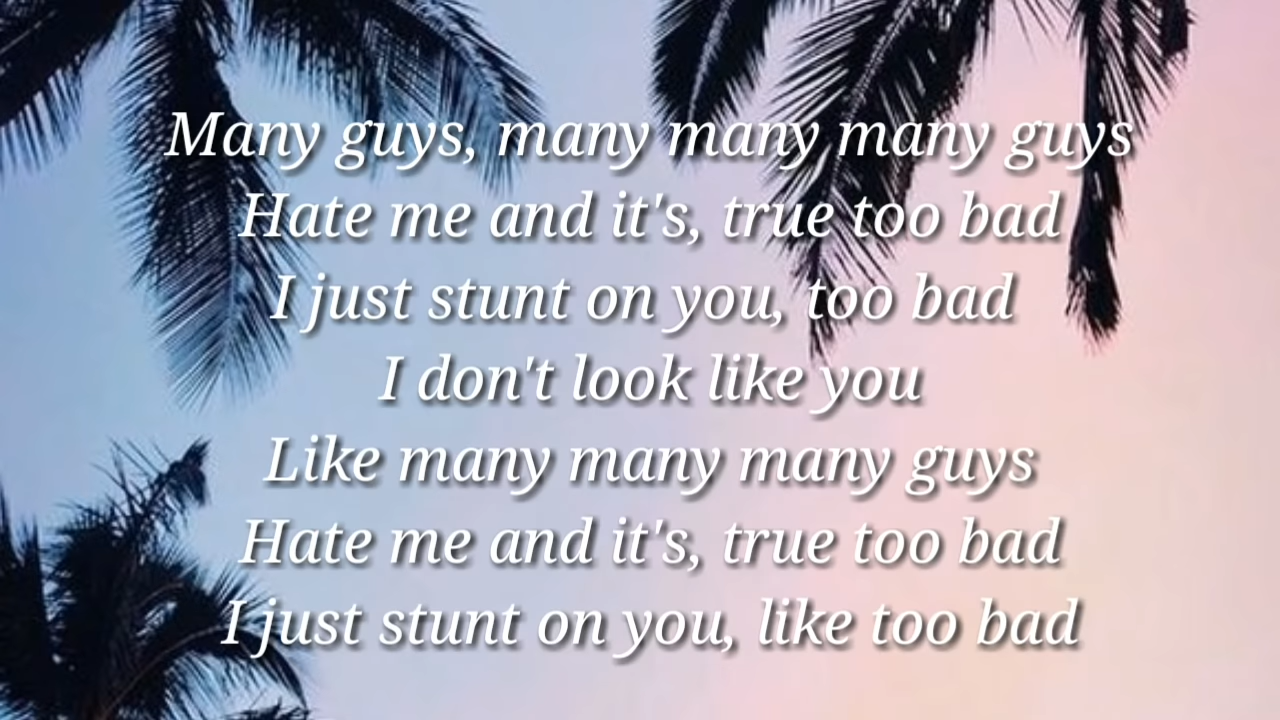 Many guys, many many many guys
Hate me and it's, true too bad
I just stunt on you, too bad
I don't look like you
Like many many many guys
Hate me and it's, true too bad
I just stunt on you, like too bad